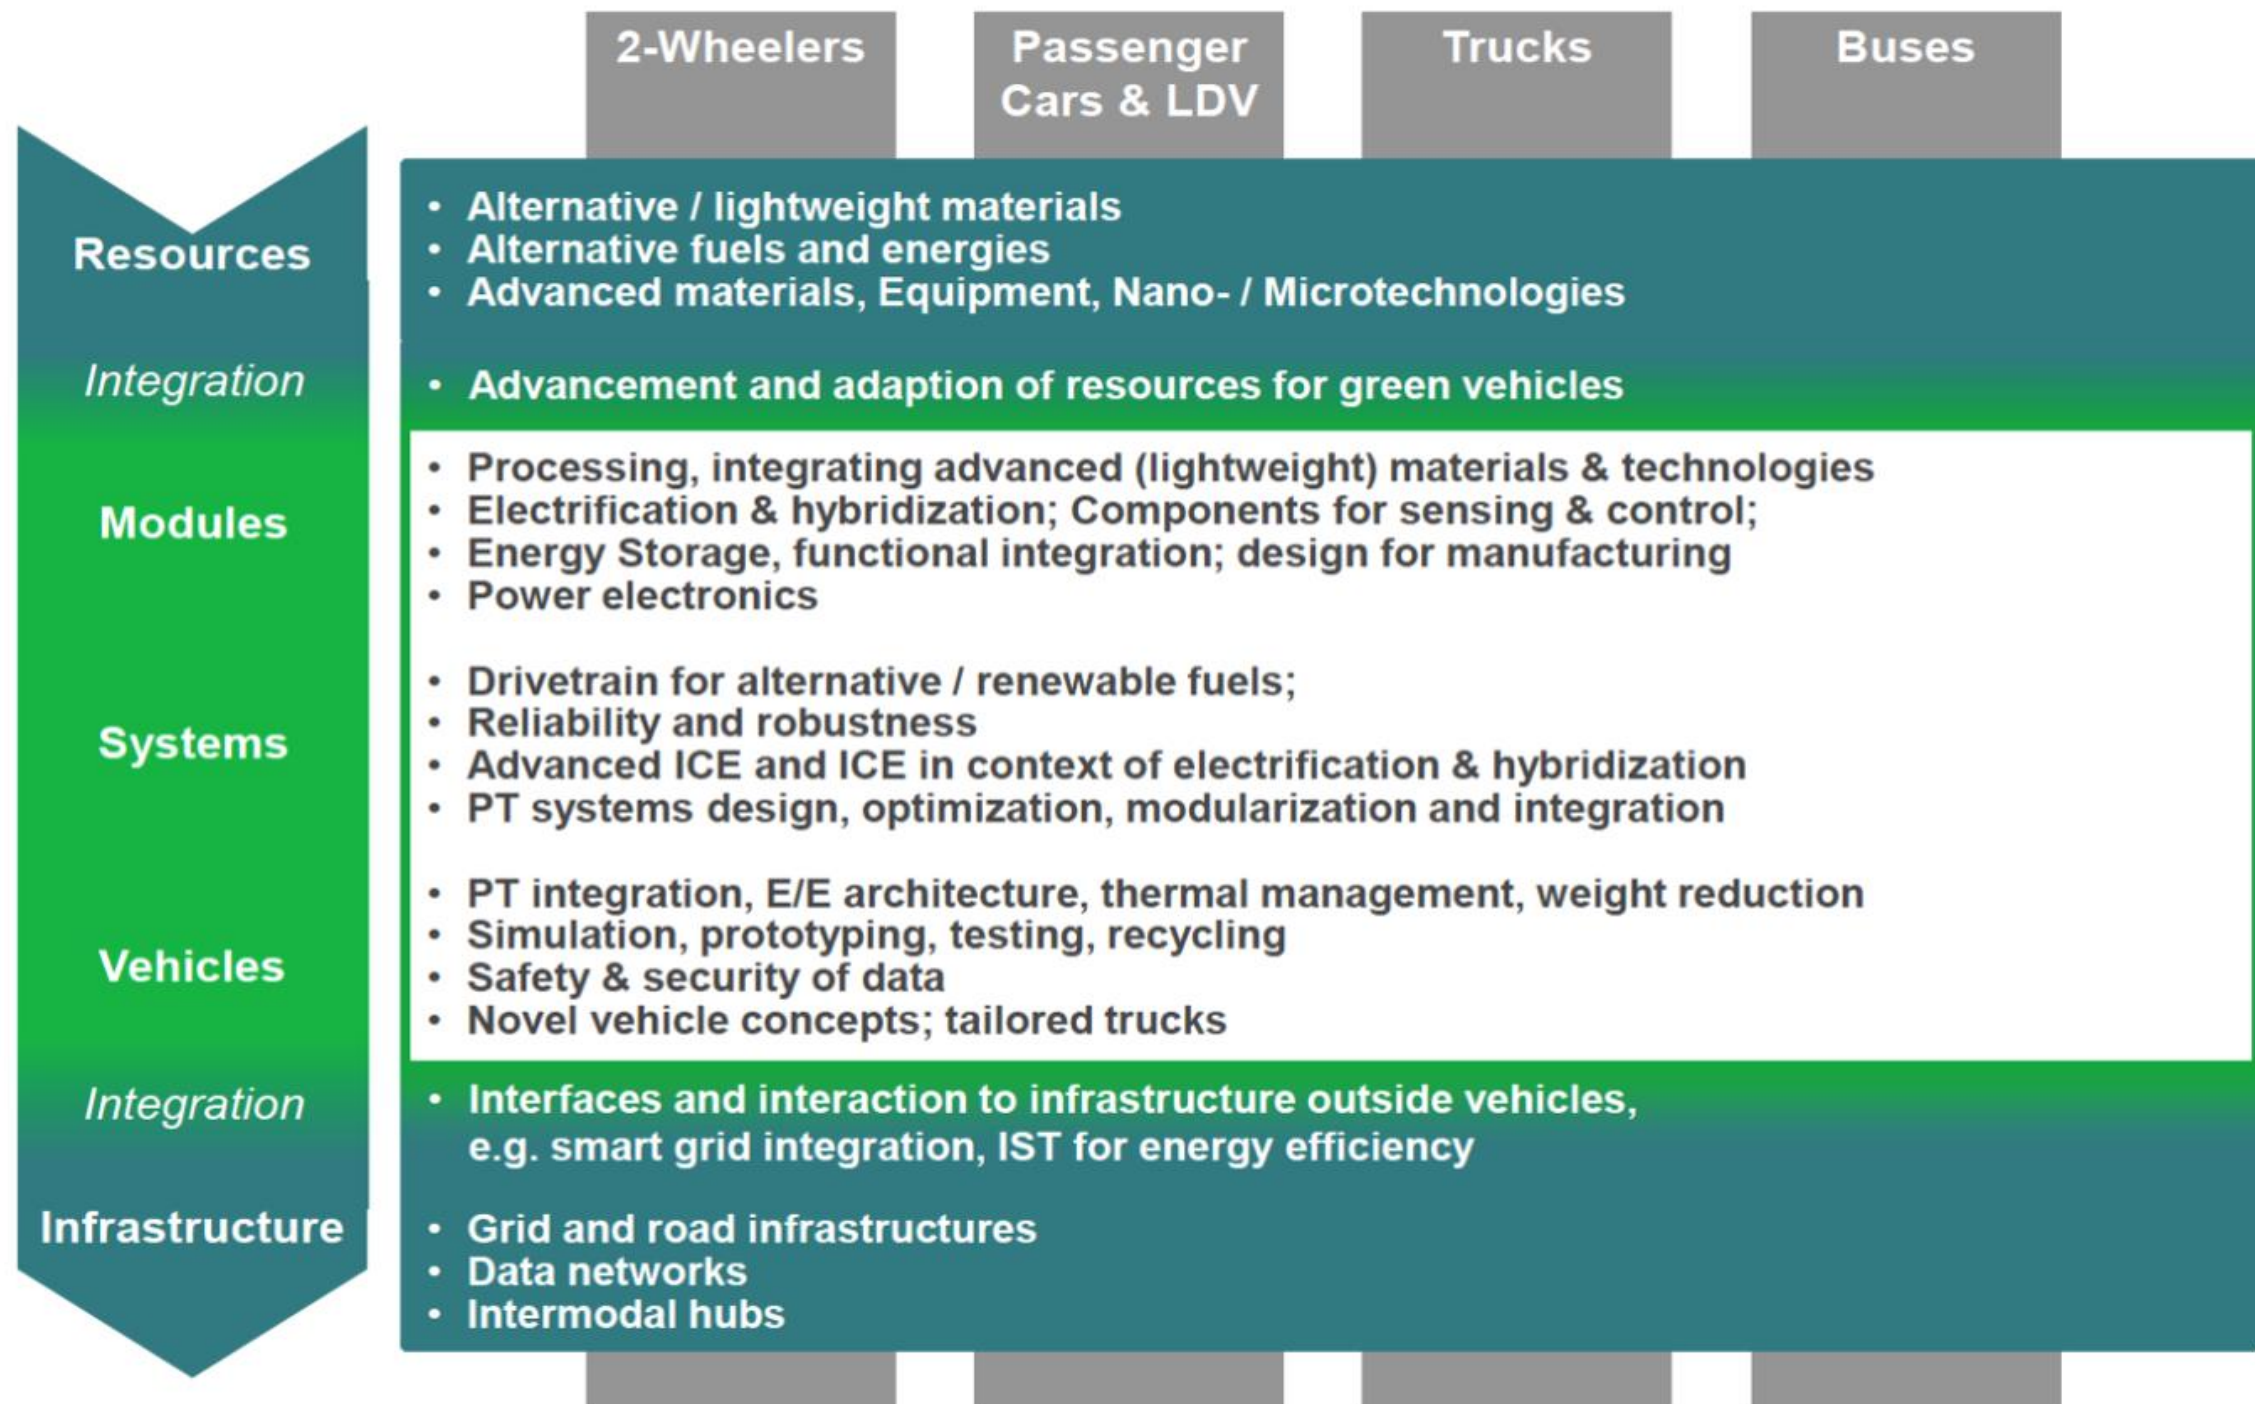 2-Wheelers
Passenger
Cars & LDV
Trucks
Buses
Resources
• Alternative / lightweight materials
• Alternative fuels and energies
• Advanced materials, Equipment, Nano- / Microtechnologies
Integration
• Advancement and adaption of resources for green vehicles
Modules
• Processing, integrating advanced (lightweight) materials & technologies
• Electrification & hybridization; Components for sensing & control;
• Energy Storage, functional integration; design for manufacturing
• Power electronics
Systems
• Drivetrain for alternative / renewable fuels;
• Reliability and robustness
• Advanced ICE and ICE in context of electrification & hybridization
• PT systems design, optimization, modularization and integration
Vehicles
• PT integration, E/E architecture, thermal management, weight reduction
• Simulation, prototyping, testing, recycling
• Safety & security of data
• Novel vehicle concepts; tailored trucks
Integration
• Interfaces and interaction to infrastructure outside vehicles,
e.g. smart grid integration, IST for energy efficiency
Infrastructure
• Grid and road infrastructures
• Data networks
• Intermodal hubs